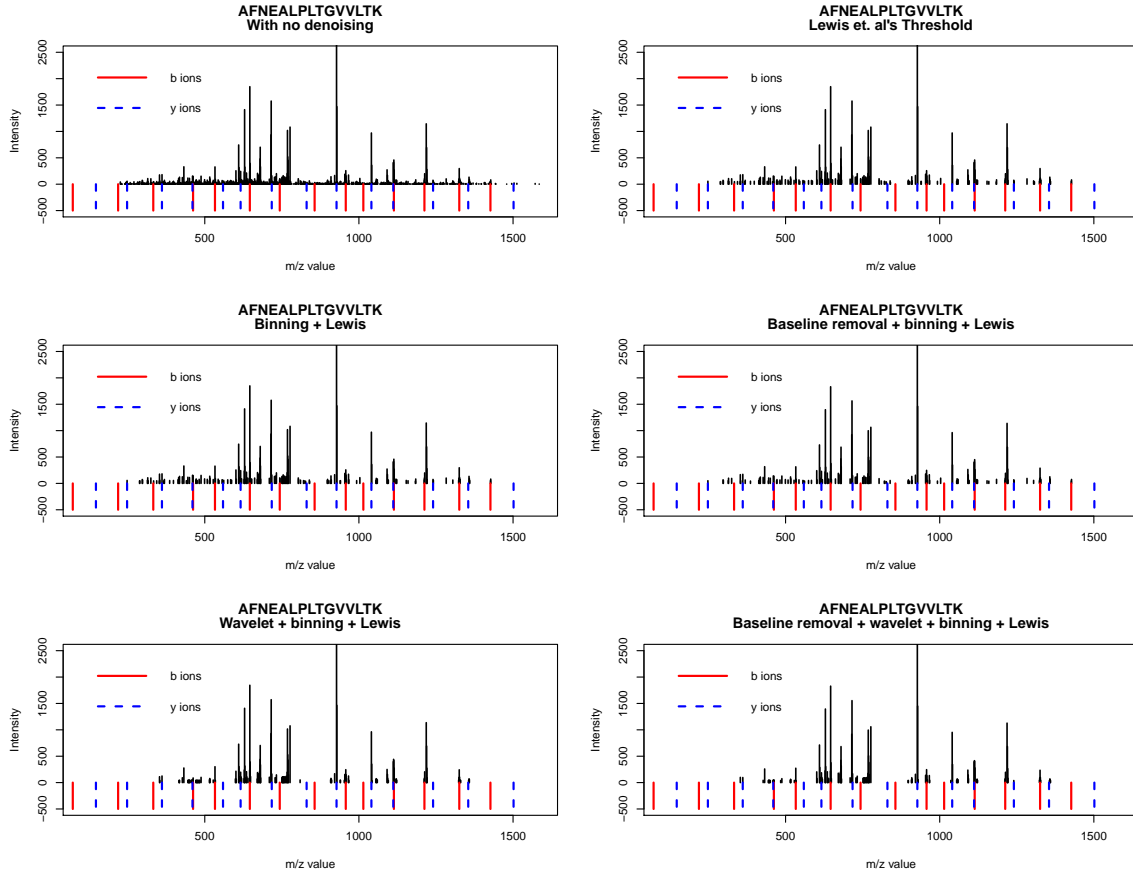 AFNEALPLTGVVLTK
With no denoising
Intensity
2500
1500
500
0
−500
b ions
y ions
500
1000
1500
m/z value
AFNEALPLTGVVLTK
Lewis et. al's Threshold
Intensity
2500
1500
500
0
−500
b ions
y ions
500
1000
1500
m/z value
AFNEALPLTGVVLTK
Binning + Lewis
Intensity
2500
1500
500
0
−500
b ions
y ions
500
1000
1500
m/z value
AFNEALPLTGVVLTK
Baseline removal + binning + Lewis
Intensity
2500
1500
500
0
−500
b ions
y ions
500
1000
1500
m/z value
AFNEALPLTGVVLTK
Wavelet + binning + Lewis
Intensity
2500
1500
500
0
−500
b ions
y ions
500
1000
1500
m/z value
AFNEALPLTGVVLTK
Baseline removal + wavelet + binning + Lewis
Intensity
2500
1500
500
0
−500
b ions
y ions
500
1000
1500
m/z value